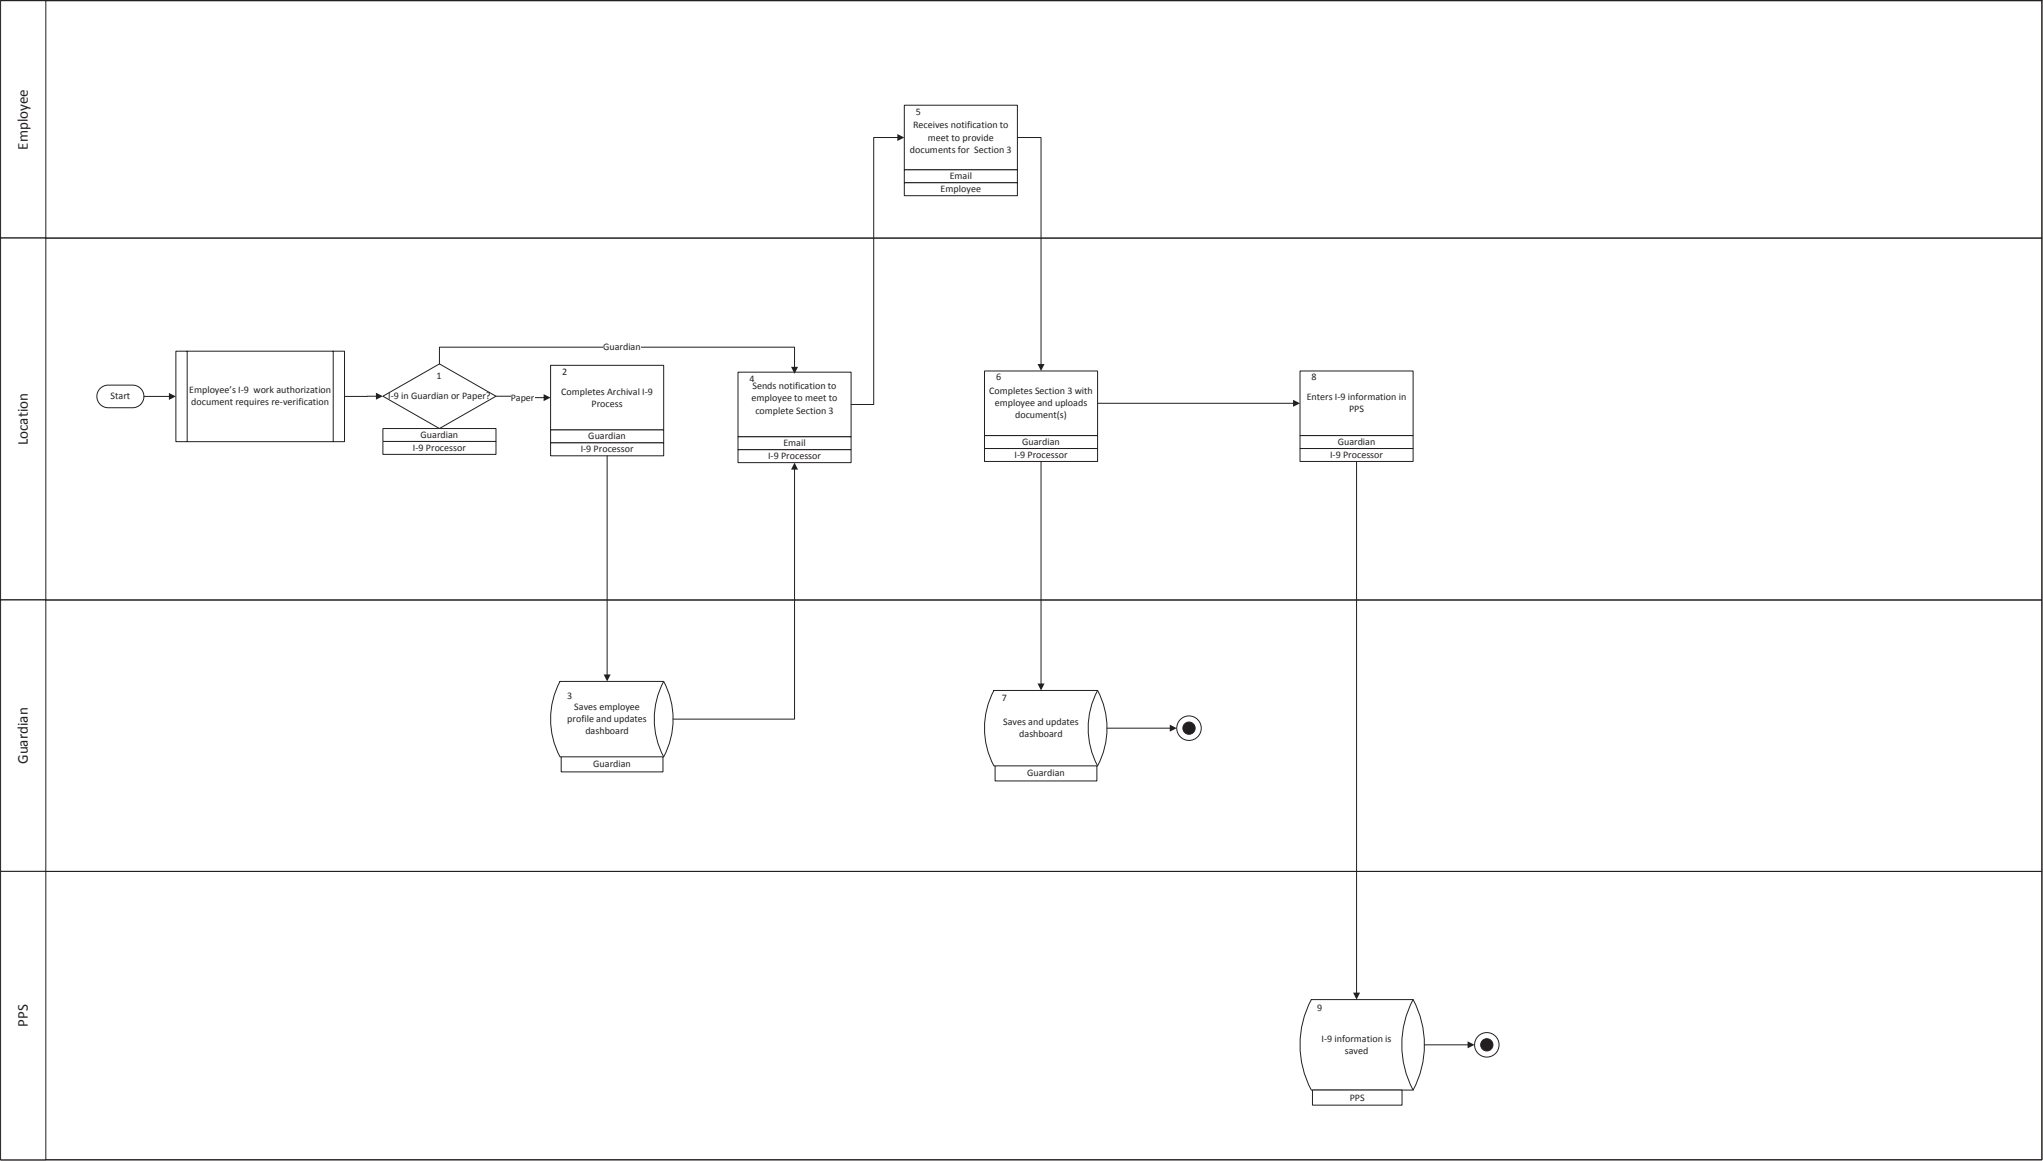 Employee
5
Receives notification to
meet to provide
documents for Section 3
Email
Employee
Location
Start
Employee's I-9 work authorization
document requires re-verification
1
I-9 in Guardian or Paper?
Guardian
I-9 Processor
Guardian
Paper
2
Completes Archival I-9
Process
Guardian
I-9 Processor
4
Sends notification to
employee to meet to
complete Section 3
Email
I-9 Processor
6
Completes Section 3 with
employee and uploads
document(s)
Guardian
I-9 Processor
8
Enters I-9 information in
PPS
Guardian
I-9 Processor
Guardian
3
Saves employee
profile and updates
dashboard
Guardian
7
Saves and updates
dashboard
Guardian
PPS
9
I-9 information is
saved
PPS